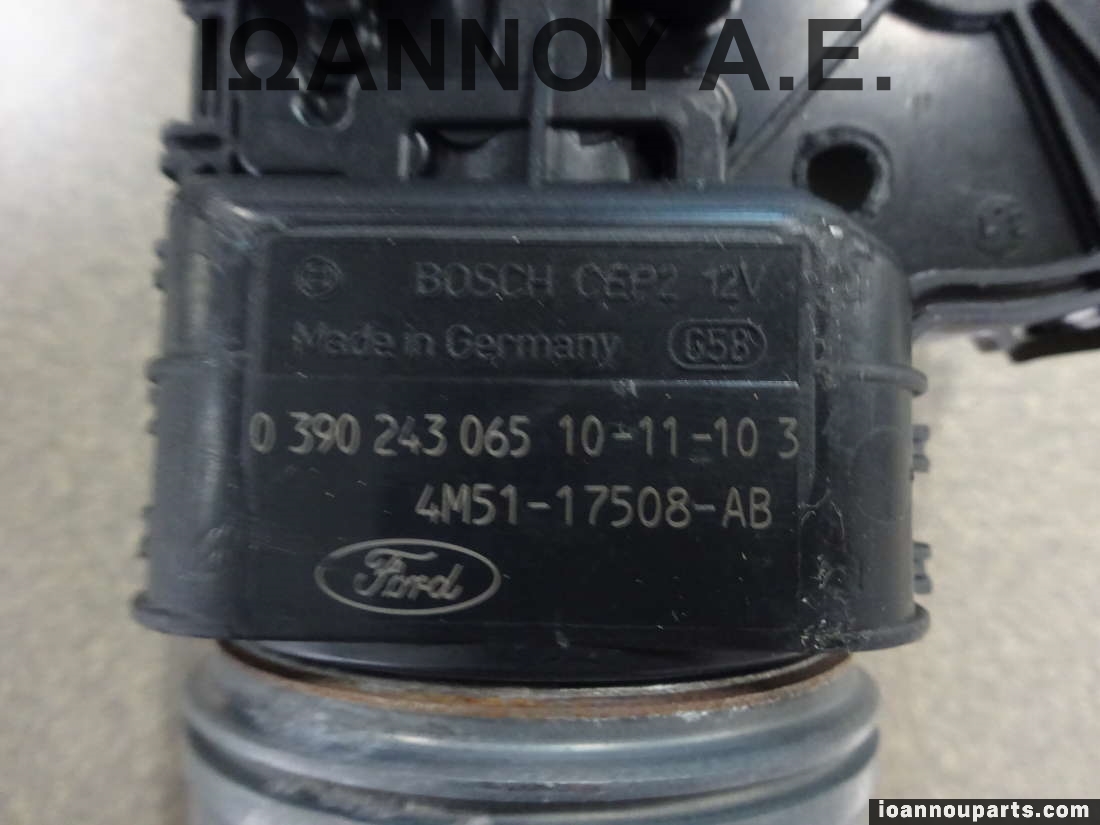 ΙΩΑΝΝΟΥ Α.Ε.
BOSCH CEP2 12V
Made in Germany G58
0 390 243 065 10-11-10 3
4M51-17508-AB
Ford
ioannouparts.com